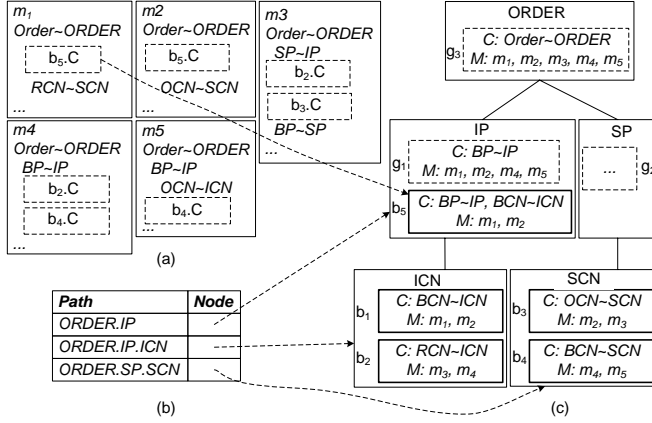 m1
Order~ORDER
b5.C
RCN~SCN
...
m2
Order~ORDER
b5.C
OCN~SCN
...
m3
Order~ORDER
SP~IP
b2.C
b3.C
BP~SP
...
m4
Order~ORDER
BP~IP
b2.C
b4.C
...
m5
Order~ORDER
BP~IP
OCN~ICN
b4.C
...
(a)
Path Node
ORDER.IP
ORDER.IP.ICN
ORDER.SP.SCN
(b)
ORDER
g3
C: Order~ORDER
M: m1, m2, m3, m4, m5
IP
g1
C: BP~IP
M: m1, m2, m4, m5
b5
C: BP~IP, BCN~ICN
M: m1, m2
SP
...
g2
ICN
b1
C: BCN~ICN
M: m1, m2
b2
C: RCN~ICN
M: m3, m4
SCN
b3
C: OCN~SCN
M: m2, m3
b4
C: BCN~SCN
M: m4, m5
(c)